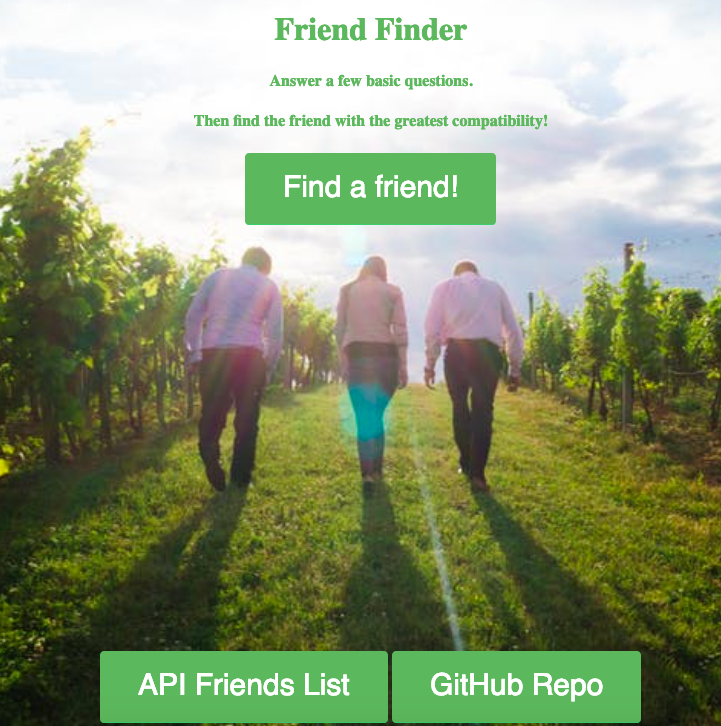 Friend Finder
Answer a few basic questions.
Then find the friend with the greatest compatibility!
Find a friend!
API Friends List
GitHub Repo